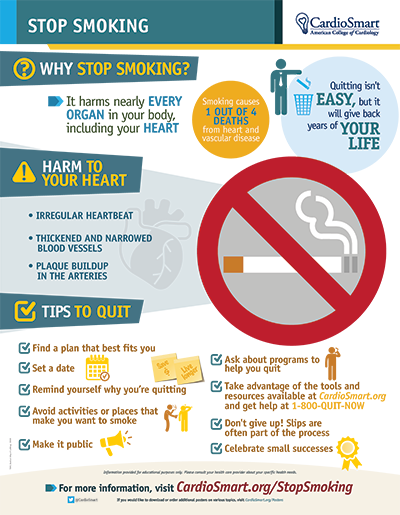 STOP SMOKING
CardioSmart
American College of Cardiology
WHY STOP SMOKING?
It harms nearly EVERY
ORGAN in your body,
including your HEART
Smoking causes
1 OUT OF 4
DEATHS
from heart and
vascular disease
Quitting isn't
EASY, but it
will give back
years of YOUR
LIFE
HARM TO
YOUR HEART
• IRREGULAR HEARTBEAT
• THICKENED AND NARROWED
BLOOD VESSELS
• PLAQUE BUILDUP
IN THE ARTERIES
TIPS TO QUIT
Find a plan that best fits you
Set a date
Save $
Live longer
Remind yourself why you're quitting
Avoid activities or places that
make you want to smoke
Make it public
Ask about programs to
help you quit
Take advantage of the tools and
resources available at CardioSmart.org
and get help at 1-800-QUIT-NOW
Don't give up! Slips are
often part of the process
Celebrate small successes
Information provided for educational purposes only. Please consult your health care provider about your specific health needs.
For more information, visit CardioSmart.org/StopSmoking
@CardioSmart
If you would like to download or order additional posters on various topics, visit CardioSmart.org/Posters